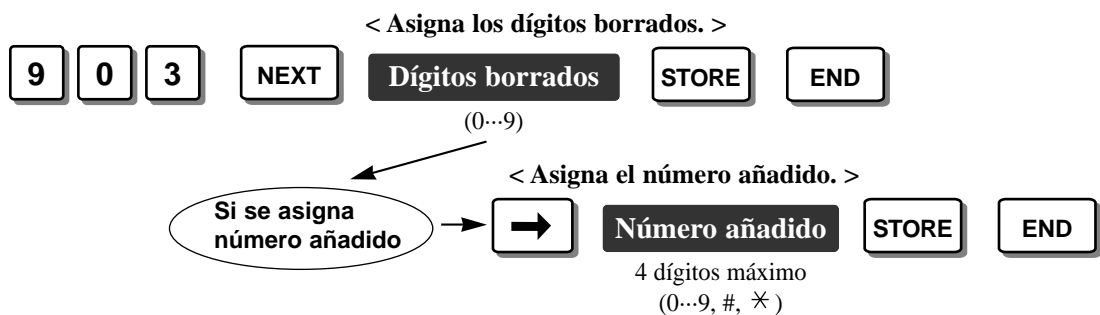 < Asigna los dígitos borrados. >
9 0 3 NEXT Dígitos borrados STORE END
(0···9)
< Asigna el número añadido. >
Si se asigna
número añadido
➡ Número añadido STORE END
4 dígitos máximo
(0···9, #, ✳)